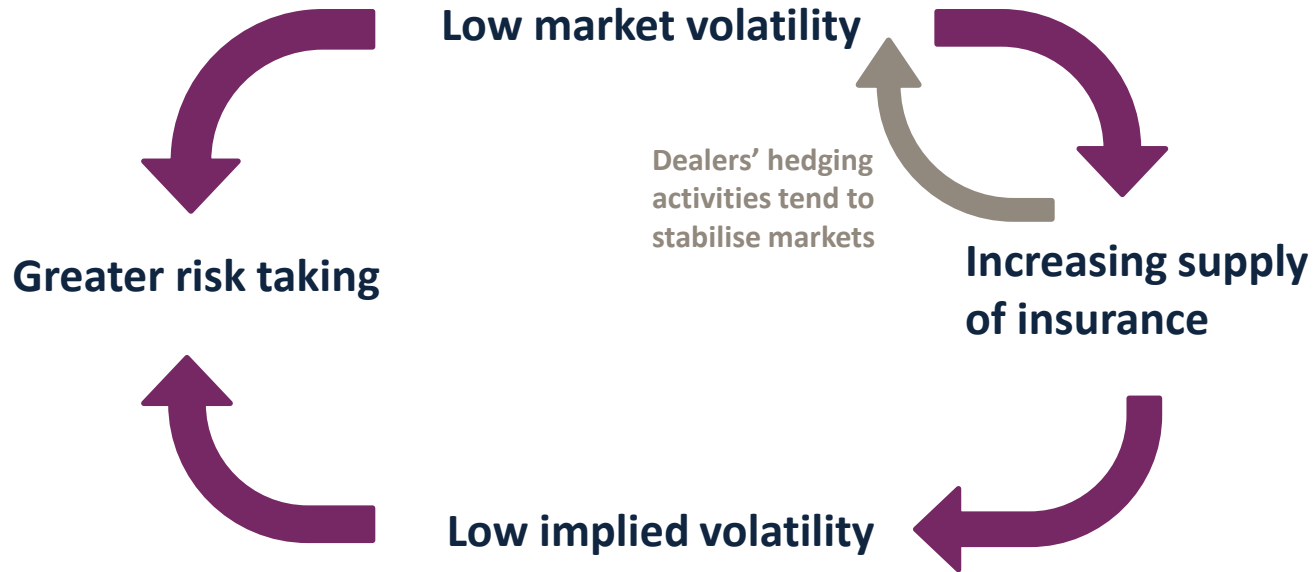 Low market volatility
Dealers’ hedging
activities tend to
stabilise markets
Greater risk taking
Increasing supply
of insurance
Low implied volatility